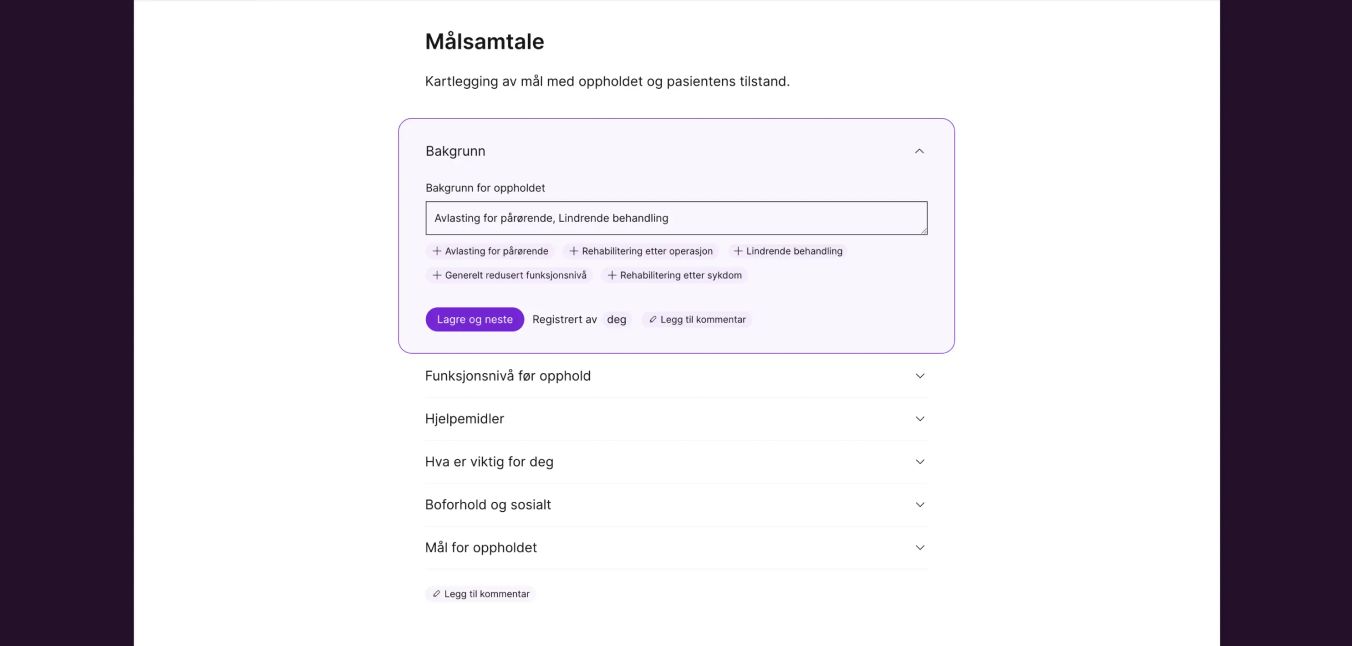 Målsamtale
Kartlegging av mål med oppholdet og pasientens tilstand.
Bakgrunn
Bakgrunn for oppholdet
Avlasting for pårørende, Lindrende behandling
+ Avlasting for pårørende + Rehabilitering etter operasjon + Lindrende behandling
+ Generelt redusert funksjonsnivå + Rehabilitering etter sykdom
Lagre og neste Registrert av deg Legg til kommentar
Funksjonsnivå før opphold
Hjelpemidler
Hva er viktig for deg
Boforhold og sosialt
Mål for oppholdet
Legg til kommentar